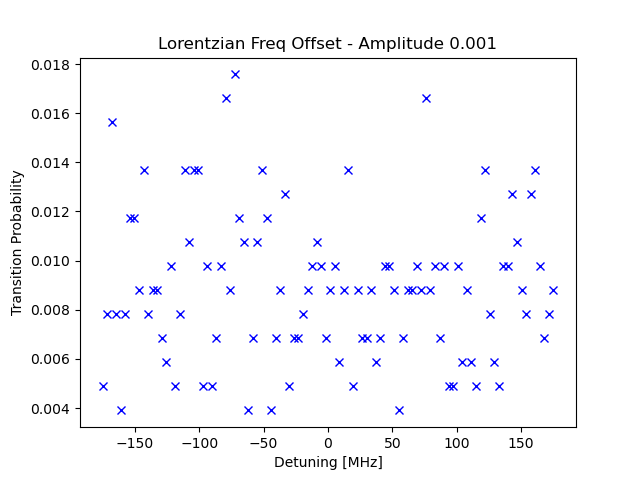 Lorentzian Freq Offset - Amplitude 0.001
0.018
0.016
0.014
0.012
0.010
0.008
0.006
0.004
Transition Probability
−150 −100 −50 0 50 100 150
Detuning [MHz]